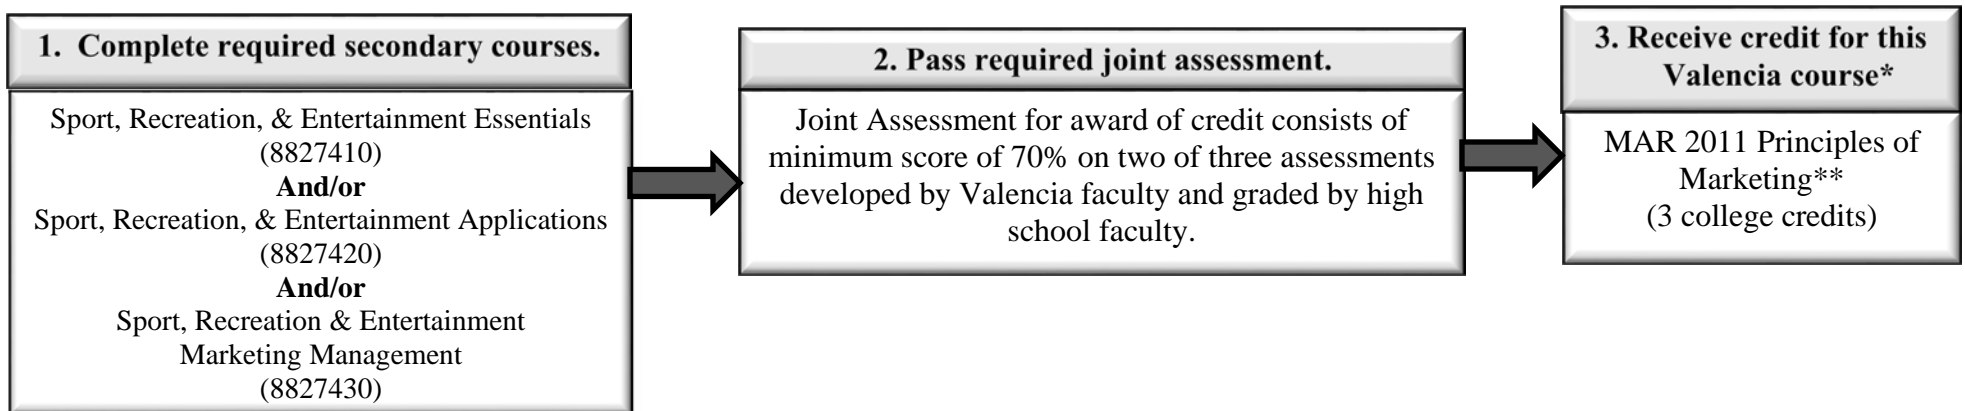 1. Complete required secondary courses.
Sport, Recreation, & Entertainment Essentials
(8827410)
And/or
Sport, Recreation, & Entertainment Applications
(8827420)
And/or
Sport, Recreation & Entertainment
Marketing Management
(8827430)
2. Pass required joint assessment.
Joint Assessment for award of credit consists of
minimum score of 70% on two of three assessments
developed by Valencia faculty and graded by high
school faculty.
3. Receive credit for this
Valencia course*
MAR 2011 Principles of
Marketing**
(3 college credits)